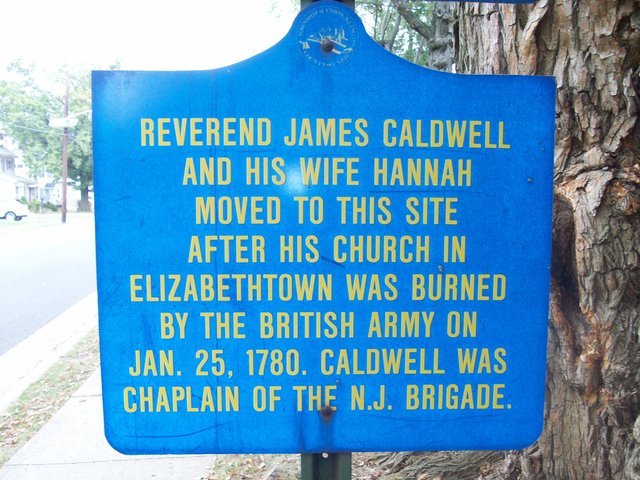 REVEREND JAMES CALDWELL
AND HIS WIFE HANNAH
MOVED TO THIS SITE
AFTER HIS CHURCH IN
ELIZABETHTOWN WAS BURNED
BY THE BRITISH ARMY ON
JAN. 25, 1780. CALDWELL WAS
CHAPLAIN OF THE N.J. BRIGADE.